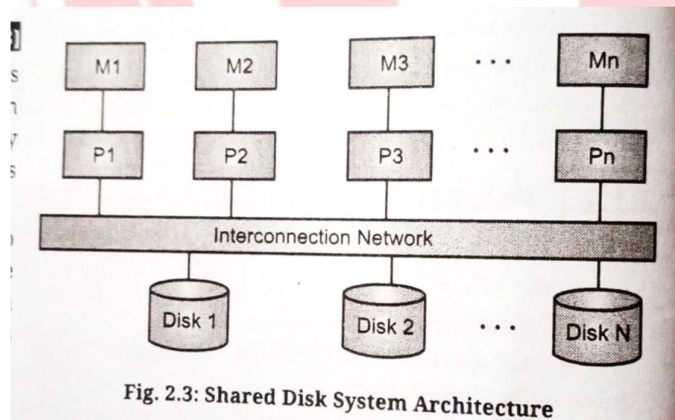 M1 M2 M3 ... Mn
P1 P2 P3 ... Pn
Interconnection Network
Disk 1 Disk 2 ... Disk N
Fig. 2.3: Shared Disk System Architecture